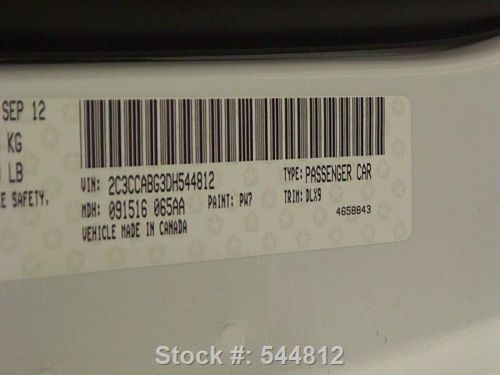 SEP 12
KG
LB
E SAFETY.
VIN: 2C3CCABG3DH544812
TYPE: PASSENGER CAR
MDH: 091516 065AA
PAINT: PW7
TRIM: DLX9
VEHICLE MADE IN CANADA
4658843
Stock #: 544812